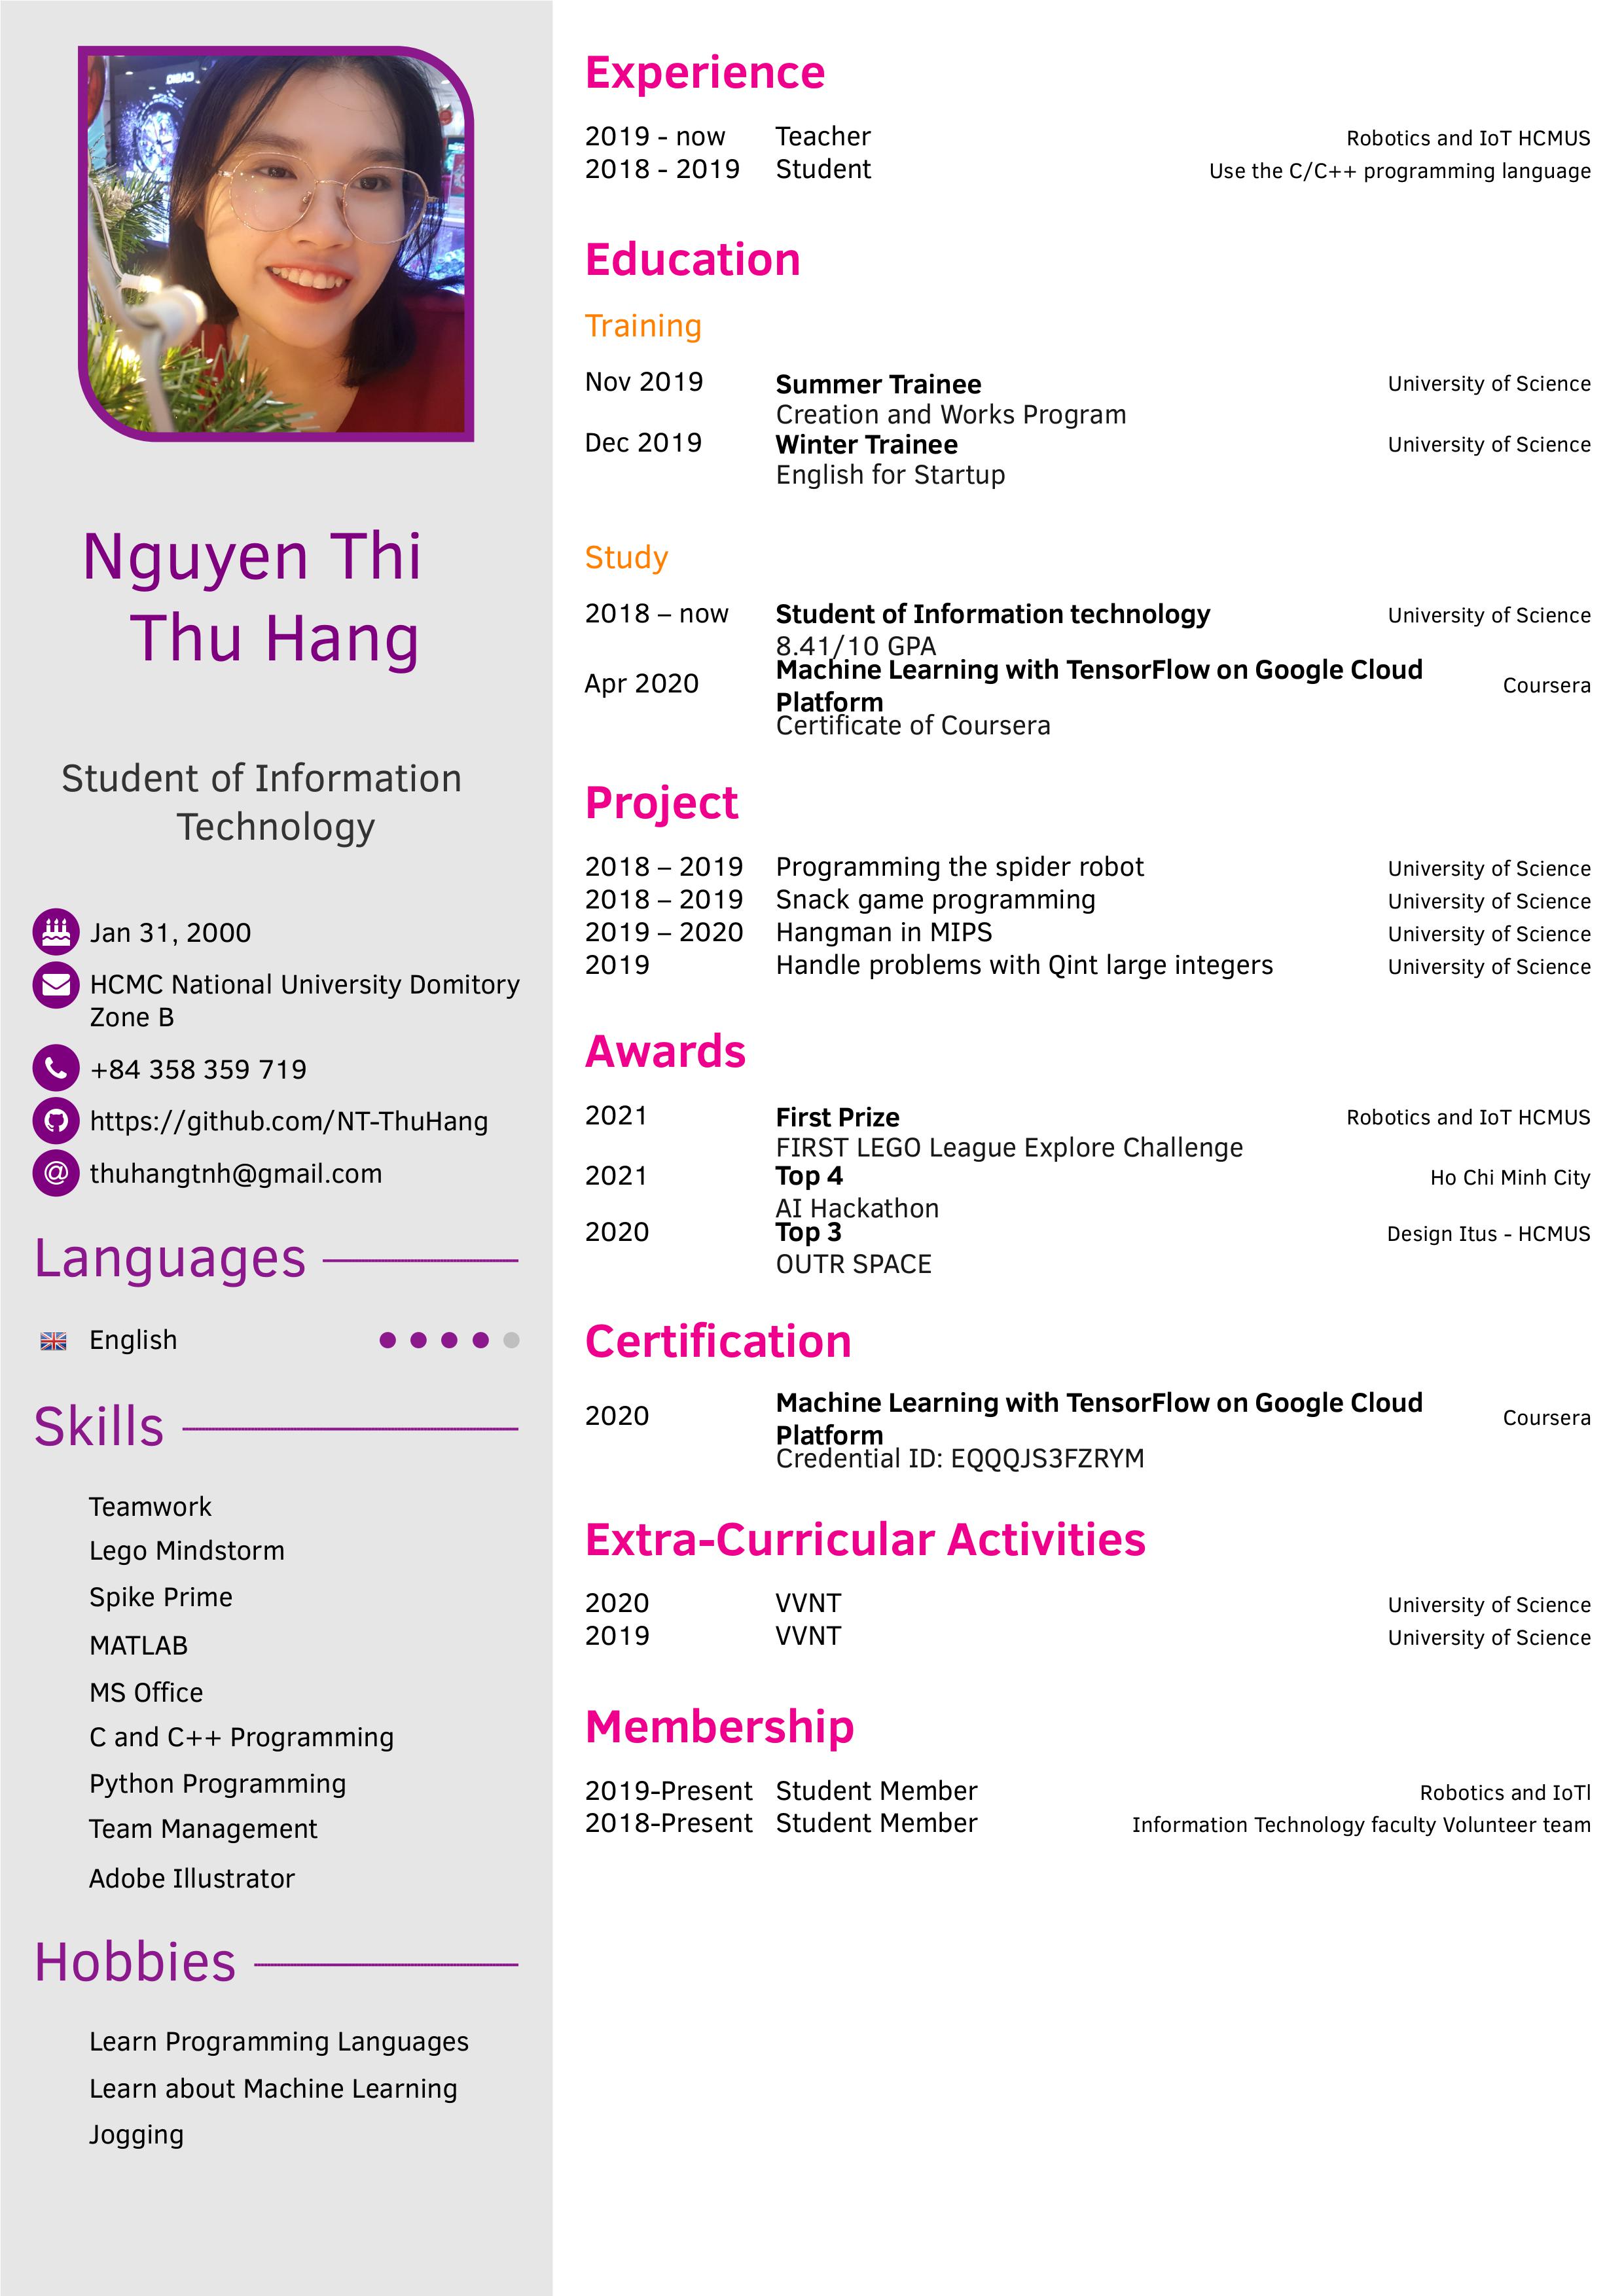 Nguyen Thi
Thu Hang
Student of Information
Technology
Jan 31, 2000
HCMC National University Domitory
Zone B
+84 358 359 719
https://github.com/NT-ThuHang
@ thuhangtnh@gmail.com
Languages
English
Skills
Teamwork
Lego Mindstorm
Spike Prime
MATLAB
MS Office
C and C++ Programming
Python Programming
Team Management
Adobe Illustrator
Hobbies
Learn Programming Languages
Learn about Machine Learning
Jogging
Experience
2019 - now Teacher Robotics and IoT HCMUS
2018 - 2019 Student Use the C/C++ programming language
Education
Training
Nov 2019 Summer Trainee University of Science
Creation and Works Program
Dec 2019 Winter Trainee University of Science
English for Startup
Study
2018 – now Student of Information technology University of Science
8.41/10 GPA
Apr 2020 Machine Learning with TensorFlow on Google Cloud Coursera
Platform
Certificate of Coursera
Project
2018 – 2019 Programming the spider robot University of Science
2018 – 2019 Snack game programming University of Science
2019 – 2020 Hangman in MIPS University of Science
2019 Handle problems with Qint large integers University of Science
Awards
2021 First Prize Robotics and IoT HCMUS
FIRST LEGO League Explore Challenge
2021 Top 4 Ho Chi Minh City
AI Hackathon
2020 Top 3 Design Itus - HCMUS
OUTR SPACE
Certification
2020 Machine Learning with TensorFlow on Google Cloud Coursera
Platform
Credential ID: EQQQJS3FZRYM
Extra-Curricular Activities
2020 VVNT University of Science
2019 VVNT University of Science
Membership
2019-Present Student Member Robotics and IoTl
2018-Present Student Member Information Technology faculty Volunteer team